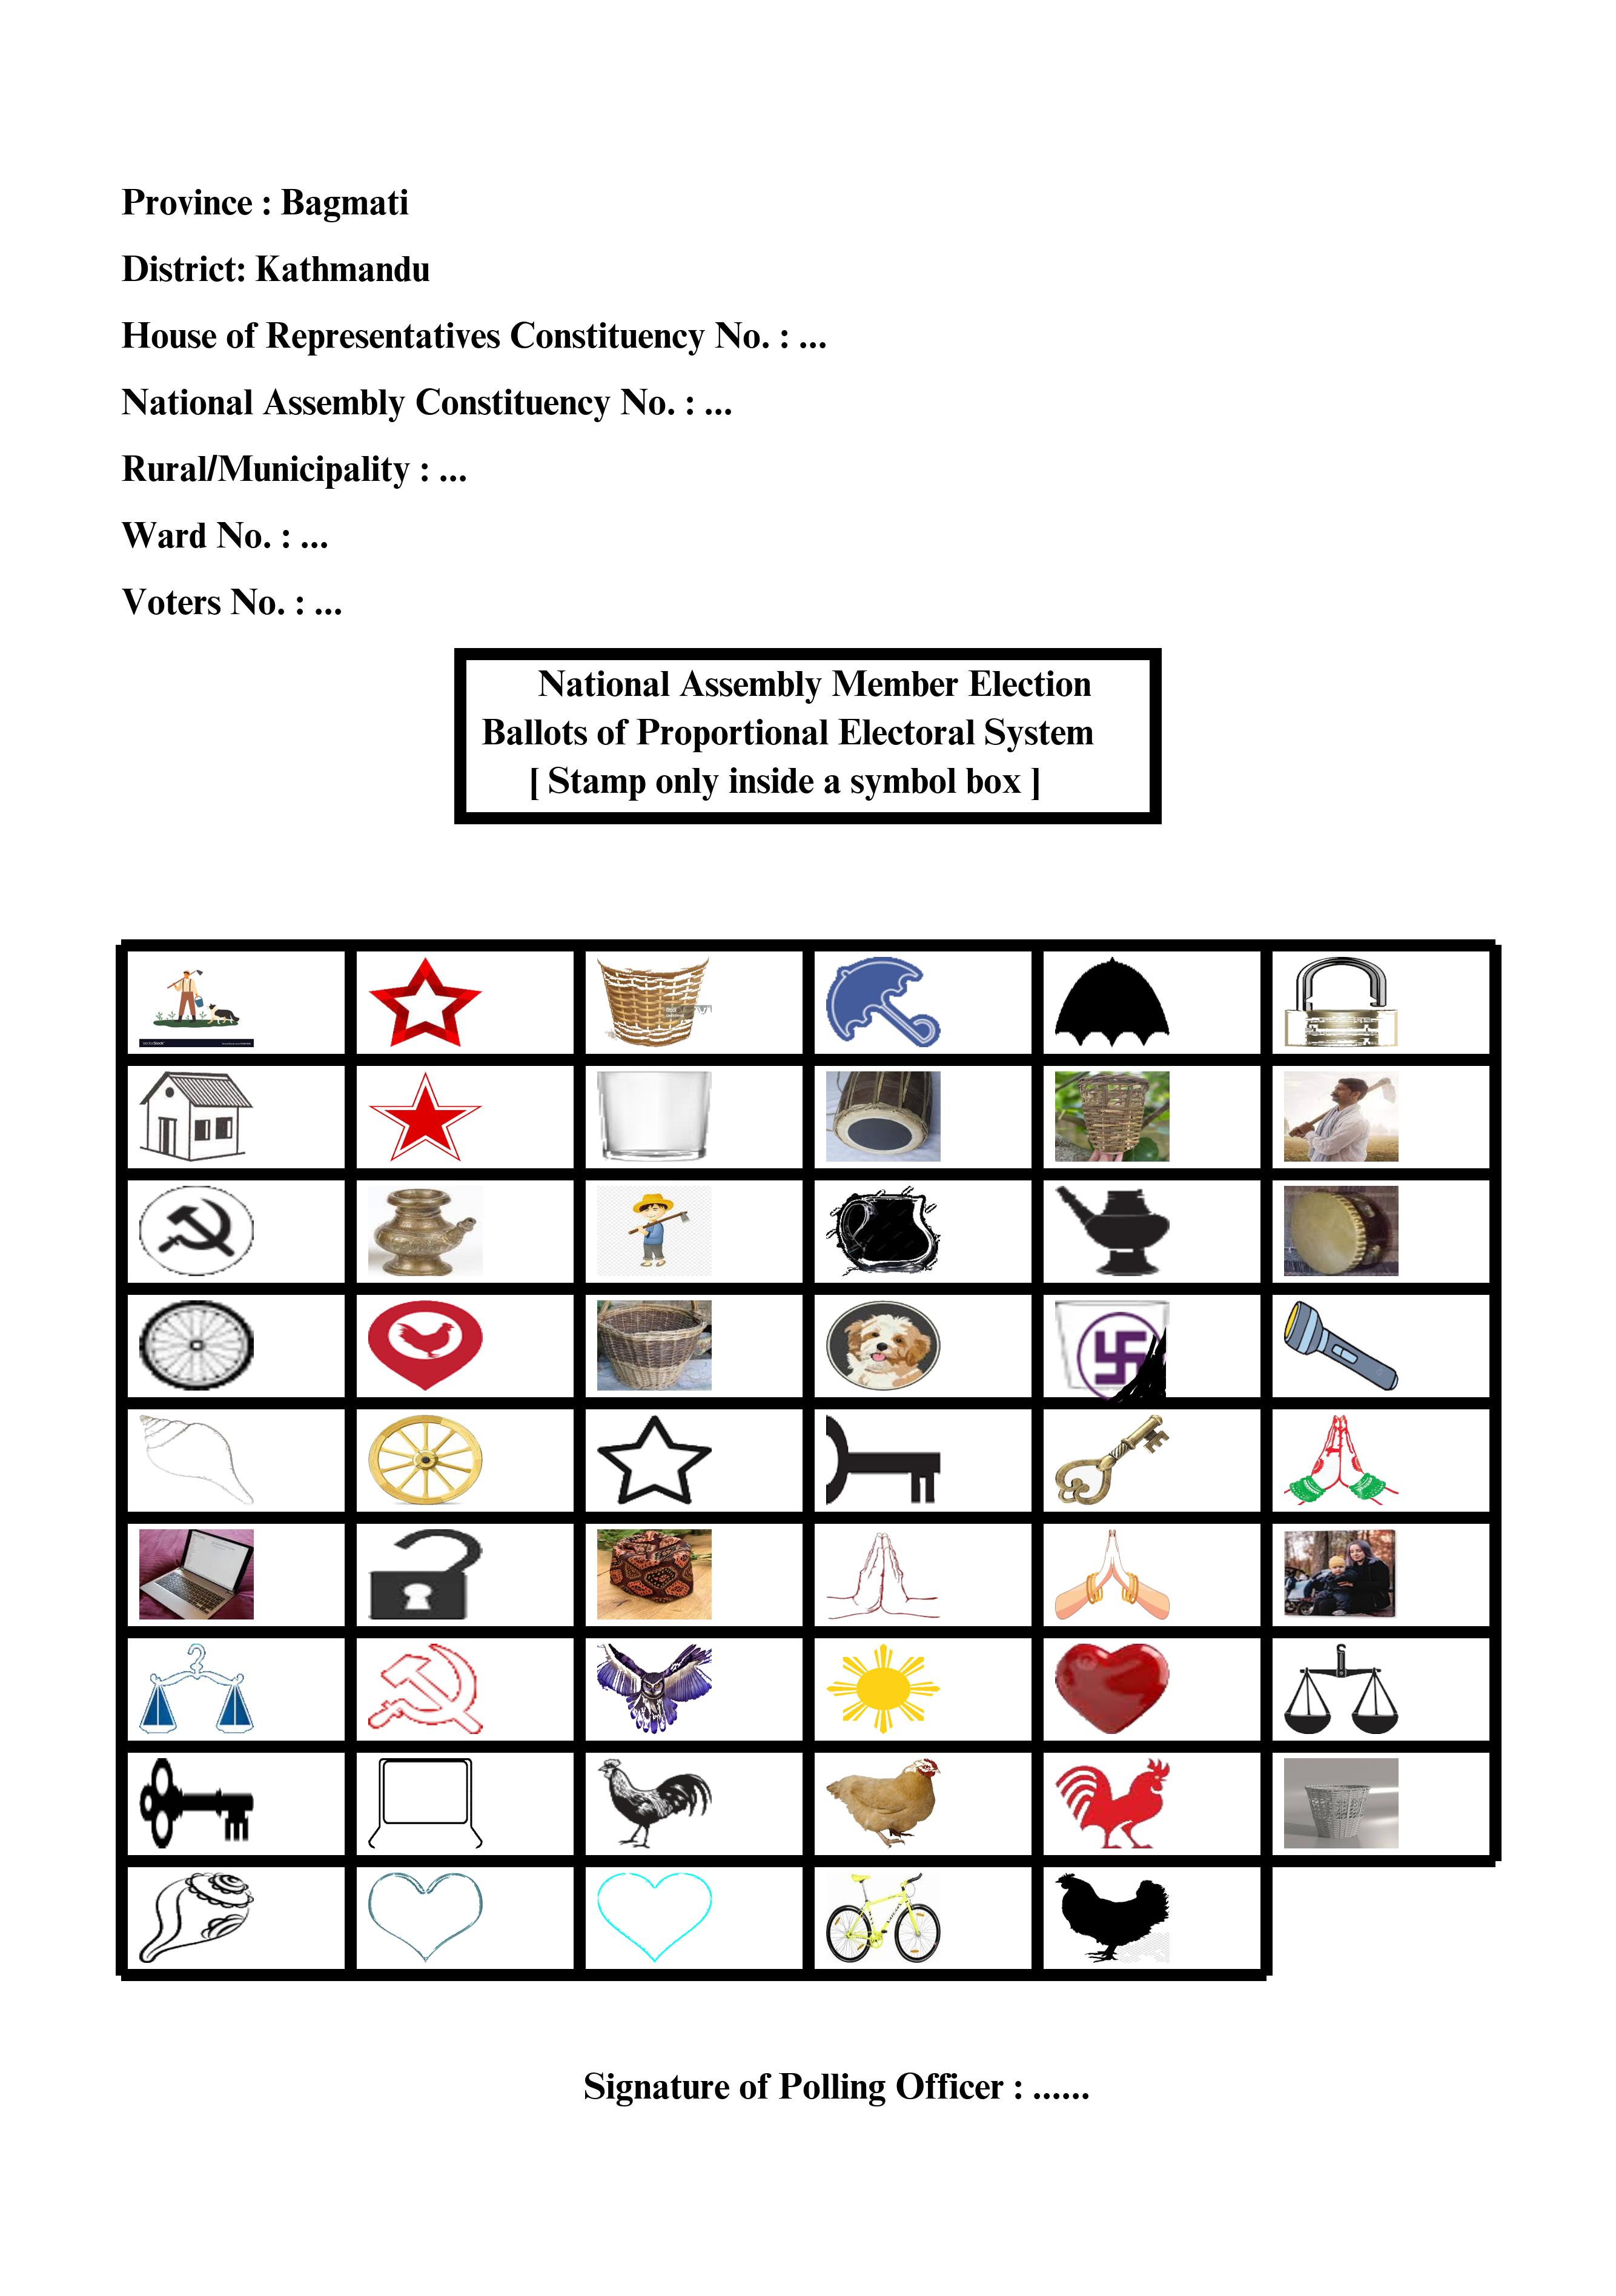 Province : Bagmati
District: Kathmandu
House of Representatives Constituency No. : ...
National Assembly Constituency No. : ...
Rural/Municipality : ...
Ward No. : ...
Voters No. : ...
National Assembly Member Election
Ballots of Proportional Electoral System
[ Stamp only inside a symbol box ]
Signature of Polling Officer : ......